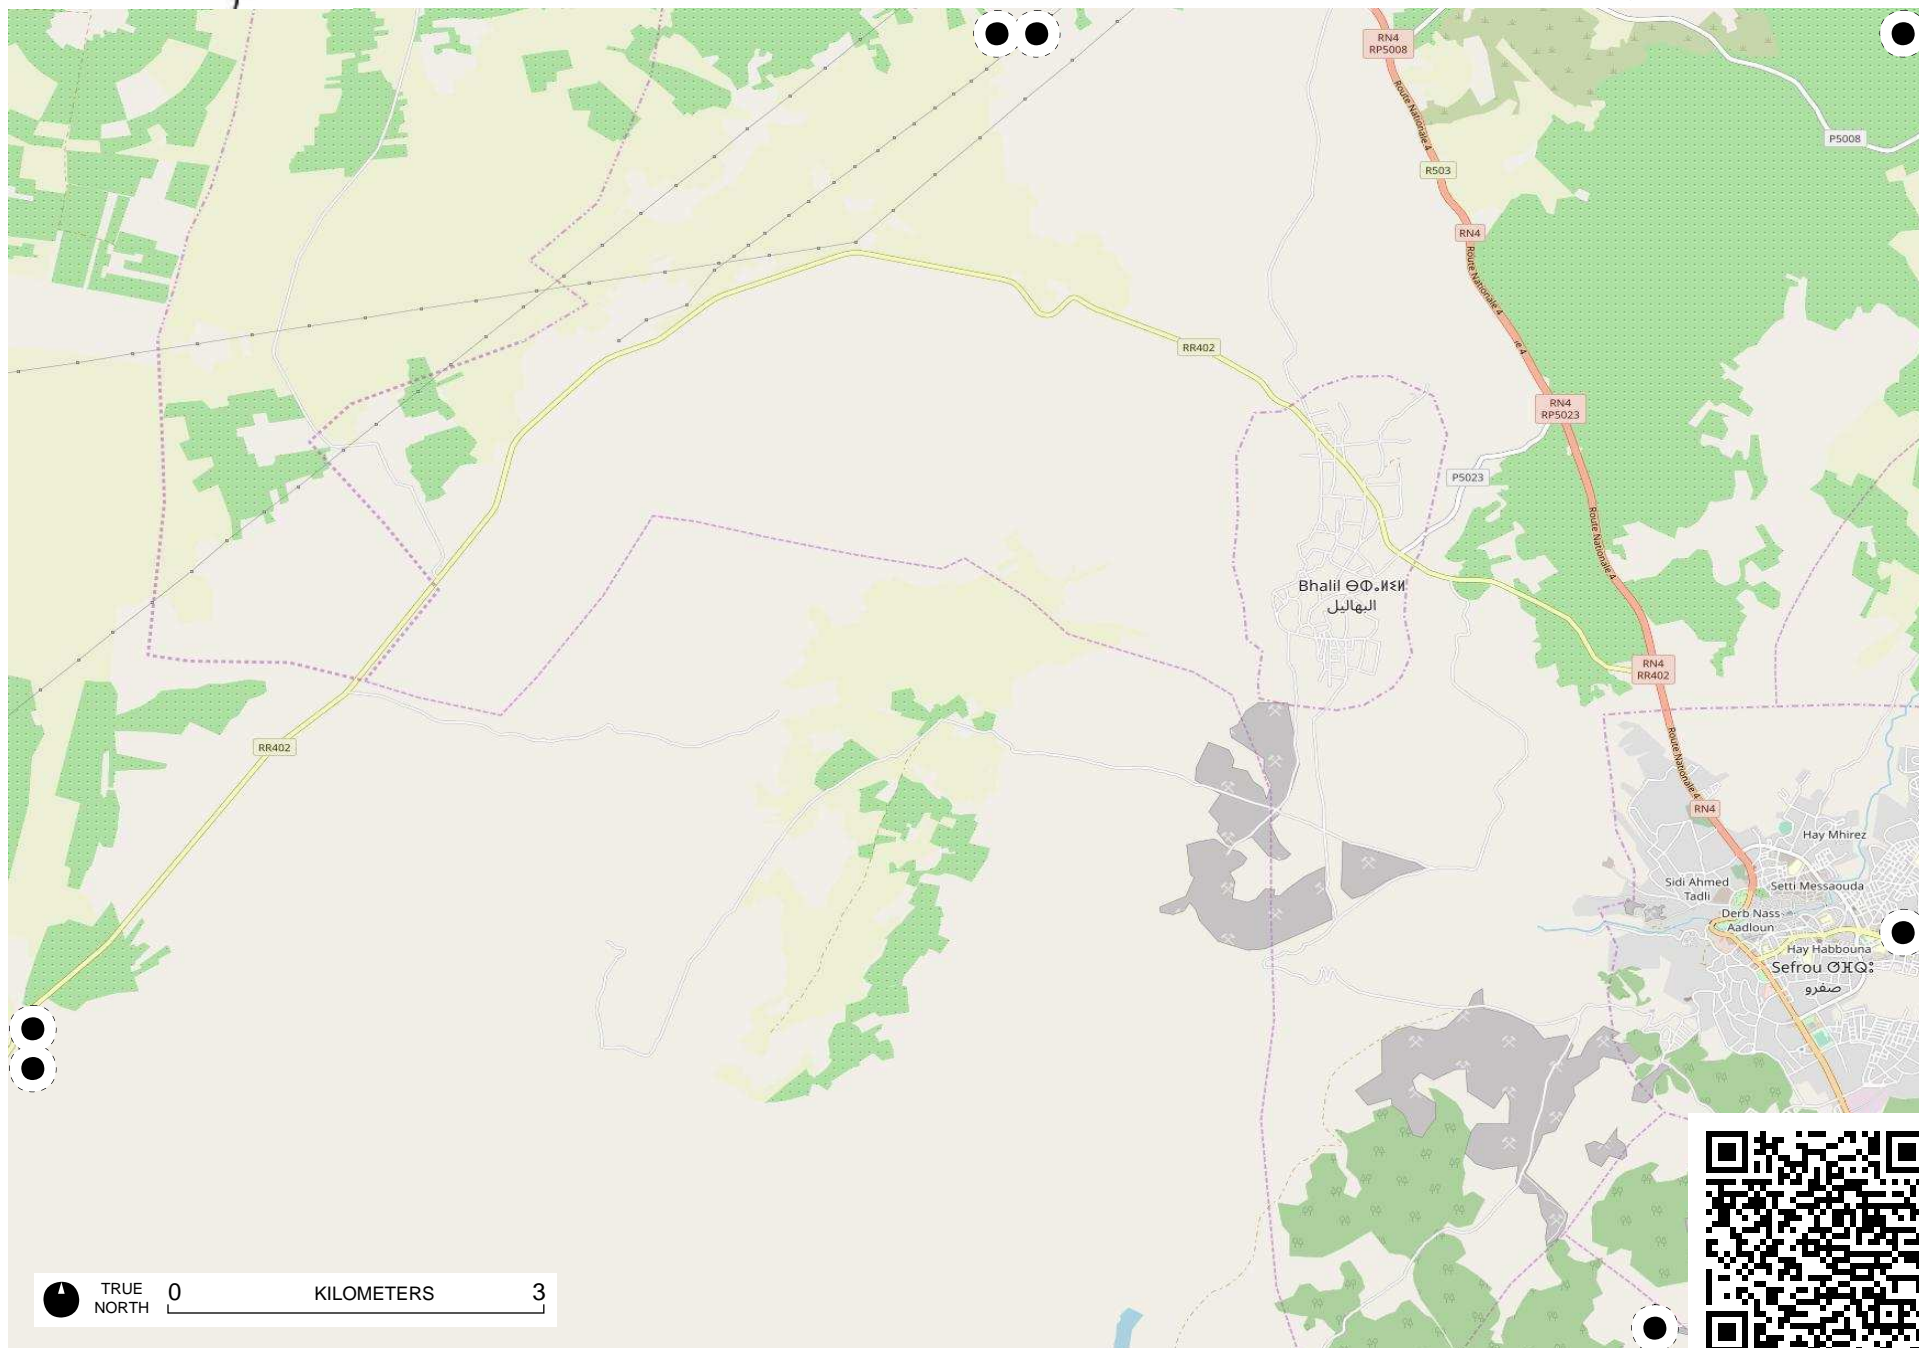 RN4
RP5008
Route Nationale 4
P5008
R503
RN4
Route Nationale 4
RR402
ie 4
RN4
RP5023
P5023
Route Nationale 4
Bhalil ⴱⵀⴰⵍⵉⵍ
البهاليل
RN4
RR402
RR402
Route Nationale 4
RN4
Hay Mhirez
Sidi Ahmed
Tadli
Setti Messaouda
Derb Nass
Aadloun
Hay Habbouna
Sefrou ⵚⴼⵕⵓ
صفرو
TRUE
NORTH
0 KILOMETERS 3